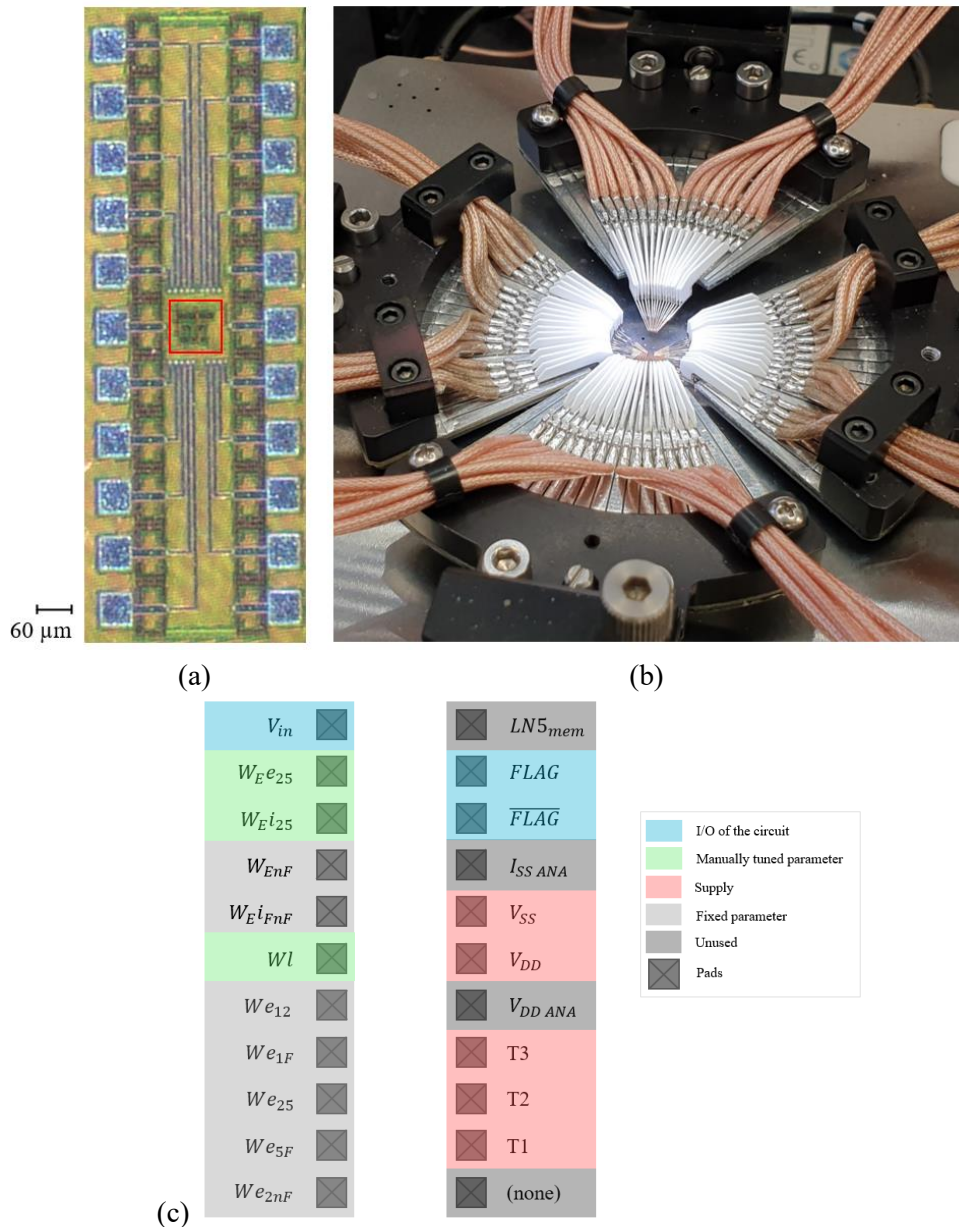 60 µm
(a)
(b)
V_in
W_E e_25
W_E i_25
W_EnF
W_E i_FnF
Wl
We_12
We_1F
We_25
We_5F
We_2nF
LN5_mem
FLAG
F̅L̅A̅G̅
I_SS ANA
V_SS
V_DD
V_DD ANA
T3
T2
T1
(none)
I/O of the circuit
Manually tuned parameter
Supply
Fixed parameter
Unused
Pads
(c)